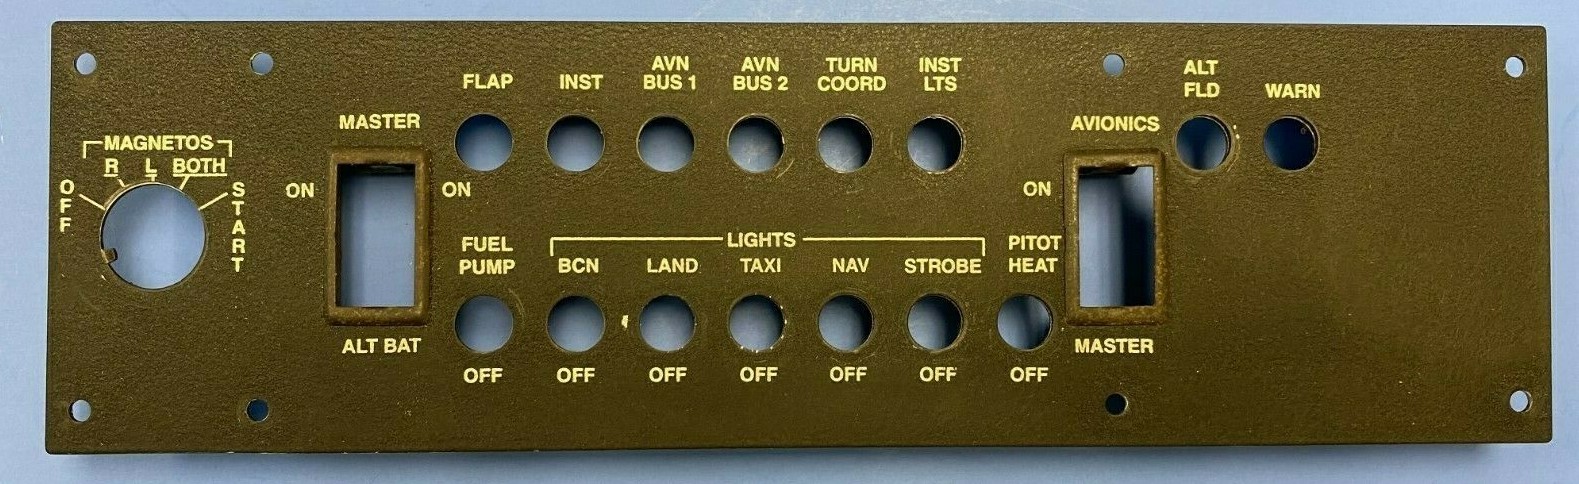 MAGNETOS
R L BOTH
OFF
START
MASTER
ON
ON
ALT BAT
FLAP
INST
AVN
BUS 1
AVN
BUS 2
TURN
COORD
INST
LTS
FUEL
PUMP
LIGHTS
BCN
LAND
TAXI
NAV
STROBE
PITOT
HEAT
OFF
OFF
OFF
OFF
OFF
OFF
OFF
AVIONICS
ON
MASTER
ALT
FLD
WARN